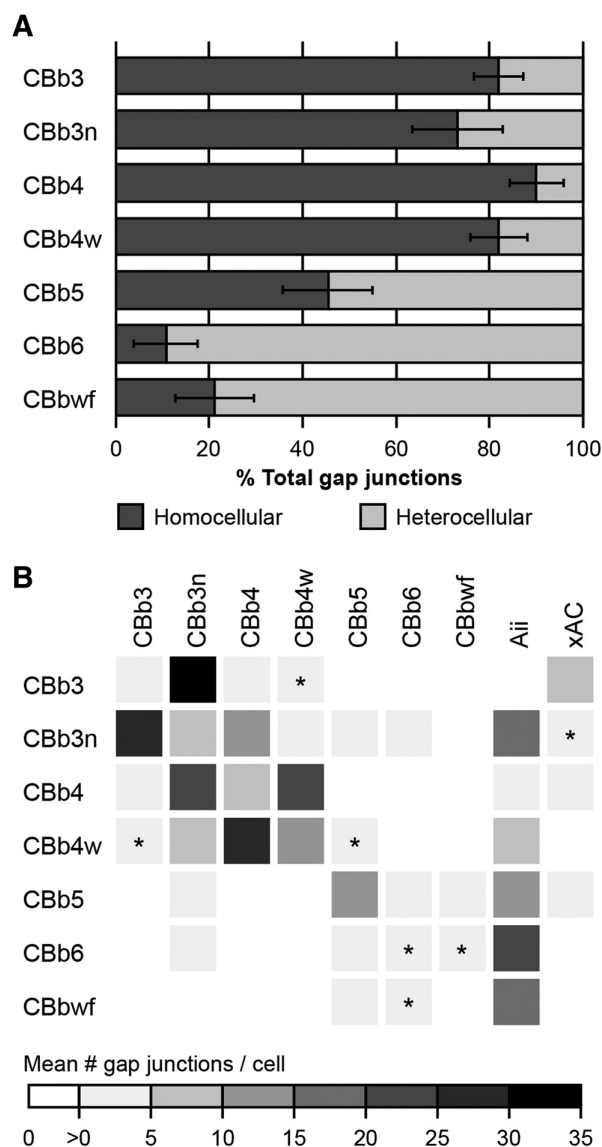 A
CBb3
CBb3n
CBb4
CBb4w
CBb5
CBb6
CBbwf
0 20 40 60 80 100
% Total gap junctions
Homocellular Heterocellular
B
CBb3 CBb3n CBb4 CBb4w CBb5 CBb6 CBbwf Aii xAC
CBb3 *
CBb3n *
CBb4
CBb4w * *
CBb5
CBb6 * *
CBbwf *
Mean # gap junctions / cell
0 >0 5 10 15 20 25 30 35